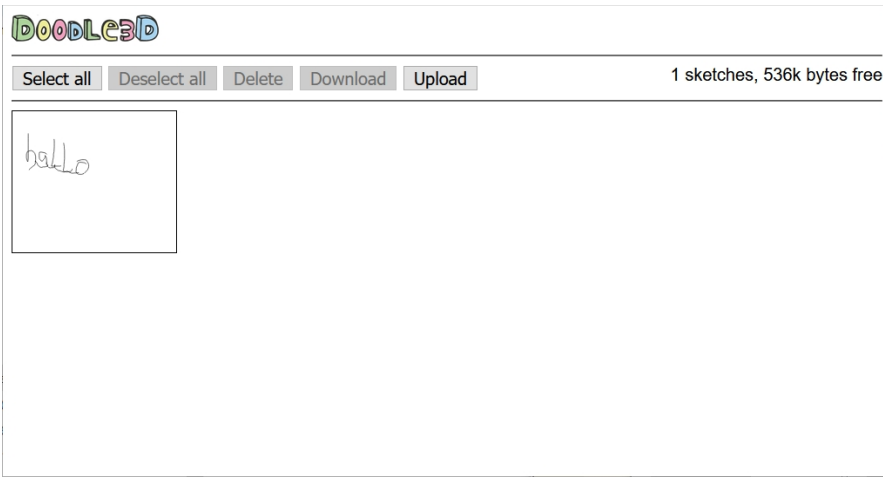 DOODLE3D
Select all Deselect all Delete Download Upload 1 sketches, 536k bytes free
hallo